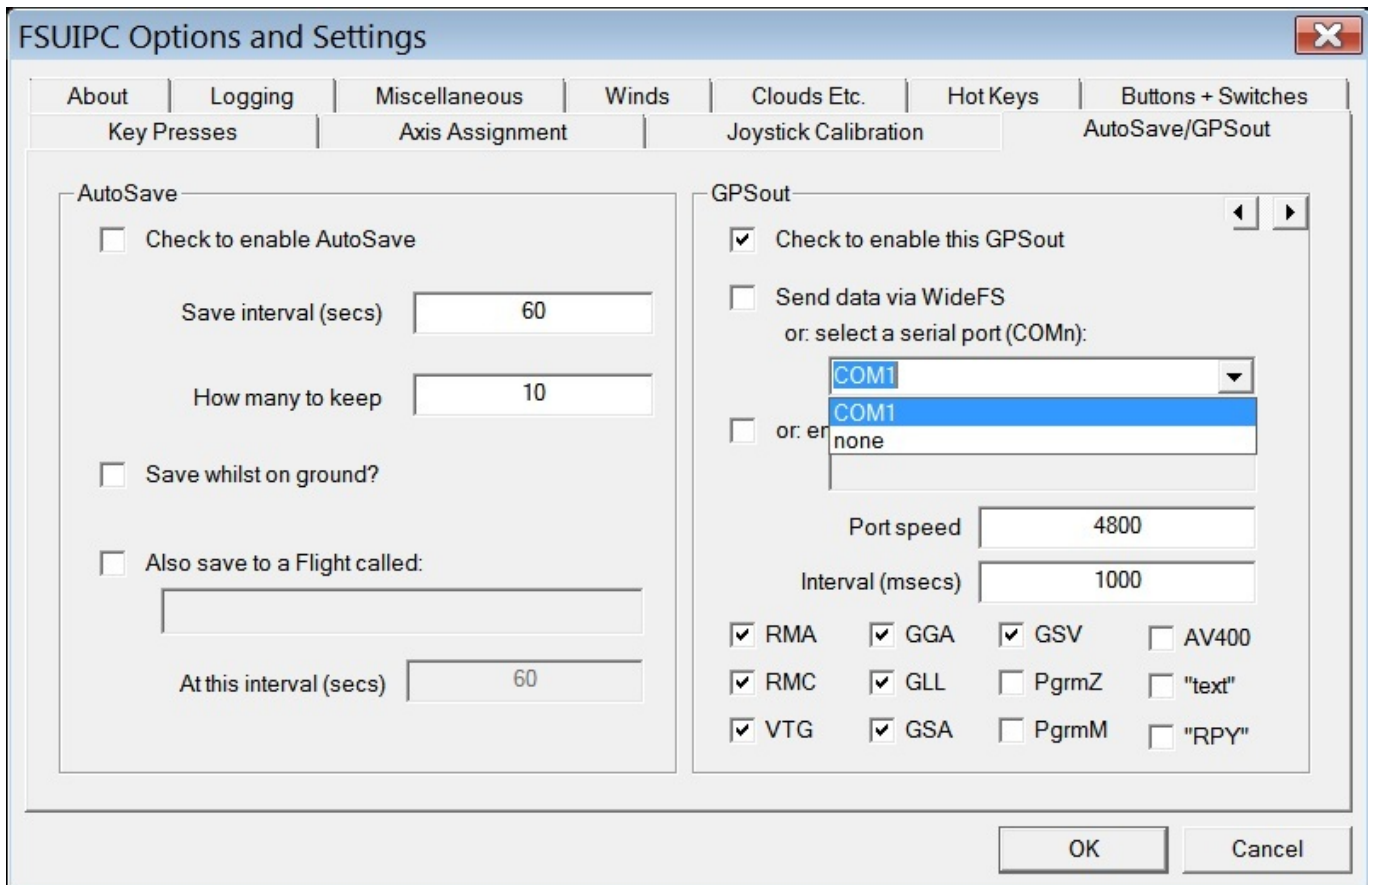 FSUIPC Options and Settings
About Logging Miscellaneous Winds Clouds Etc. Hot Keys Buttons + Switches
Key Presses Axis Assignment Joystick Calibration AutoSave/GPSout
AutoSave
Check to enable AutoSave
Save interval (secs) 60
How many to keep 10
Save whilst on ground?
Also save to a Flight called:
At this interval (secs) 60
GPSout
Check to enable this GPSout
Send data via WideFS
or: select a serial port (COMn):
COM1
COM1
or:
none
Port speed 4800
Interval (msecs) 1000
RMA GGA GSV AV400
RMC GLL PgrmZ "text"
VTG GSA PgrmM "RPY"
OK Cancel